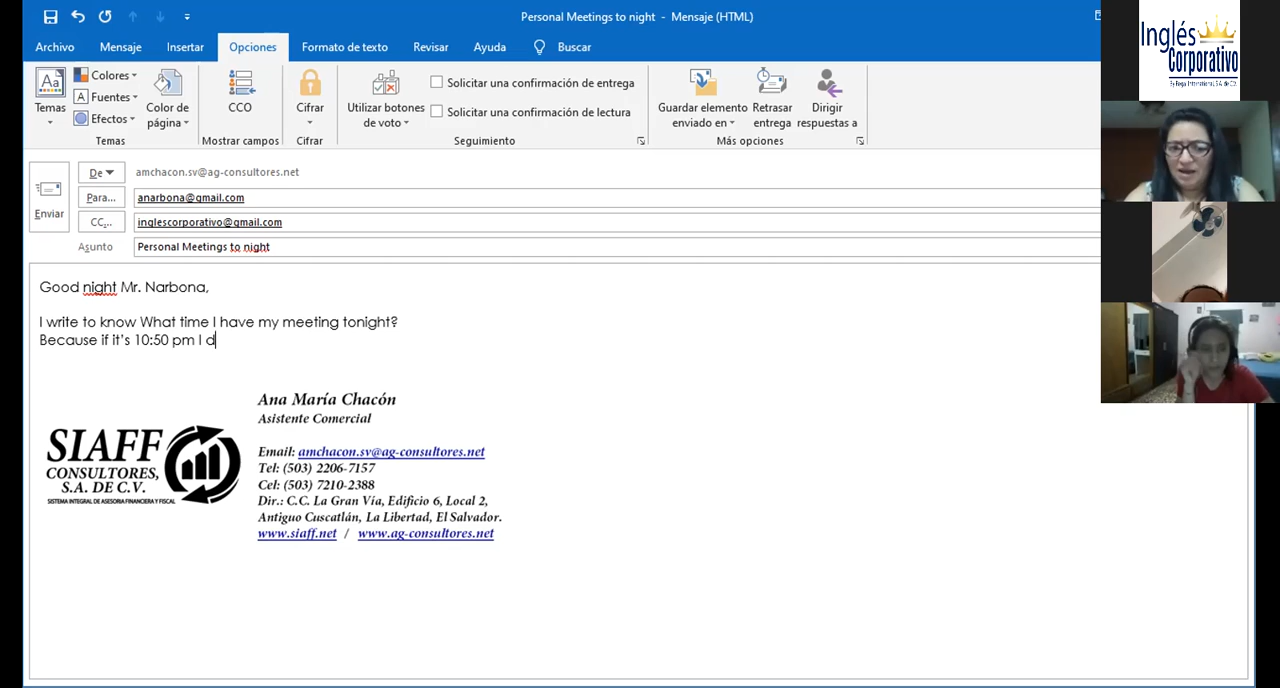 Personal Meetings to night - Mensaje (HTML)
Archivo Mensaje Insertar Opciones Formato de texto Revisar Ayuda Buscar
Temas
Colores
Fuentes
Efectos
Color de página
Temas
CCO
Mostrar campos
Cifrar
Cifrar
Utilizar botones de voto
Solicitar una confirmación de entrega
Solicitar una confirmación de lectura
Seguimiento
Guardar elemento enviado en
Retrasar entrega
Dirigir respuestas a
Más opciones
Enviar
De amchacon.sv@ag-consultores.net
Para... anarbona@gmail.com
CC... inglescorporativo@gmail.com
Asunto Personal Meetings to night
Good night Mr. Narbona,
I write to know What time I have my meeting tonight?
Because if it's 10:50 pm I d
SIAFF
CONSULTORES,
S.A. DE C.V.
SISTEMA INTEGRAL DE ASESORIA FINANCIERA Y FISCAL
Ana María Chacón
Asistente Comercial
Email: amchacon.sv@ag-consultores.net
Tel: (503) 2206-7157
Cel: (503) 7210-2388
Dir.: C.C. La Gran Vía, Edificio 6, Local 2,
Antiguo Cuscatlán, La Libertad, El Salvador.
www.siaff.net / www.ag-consultores.net
Inglés
Corporativo